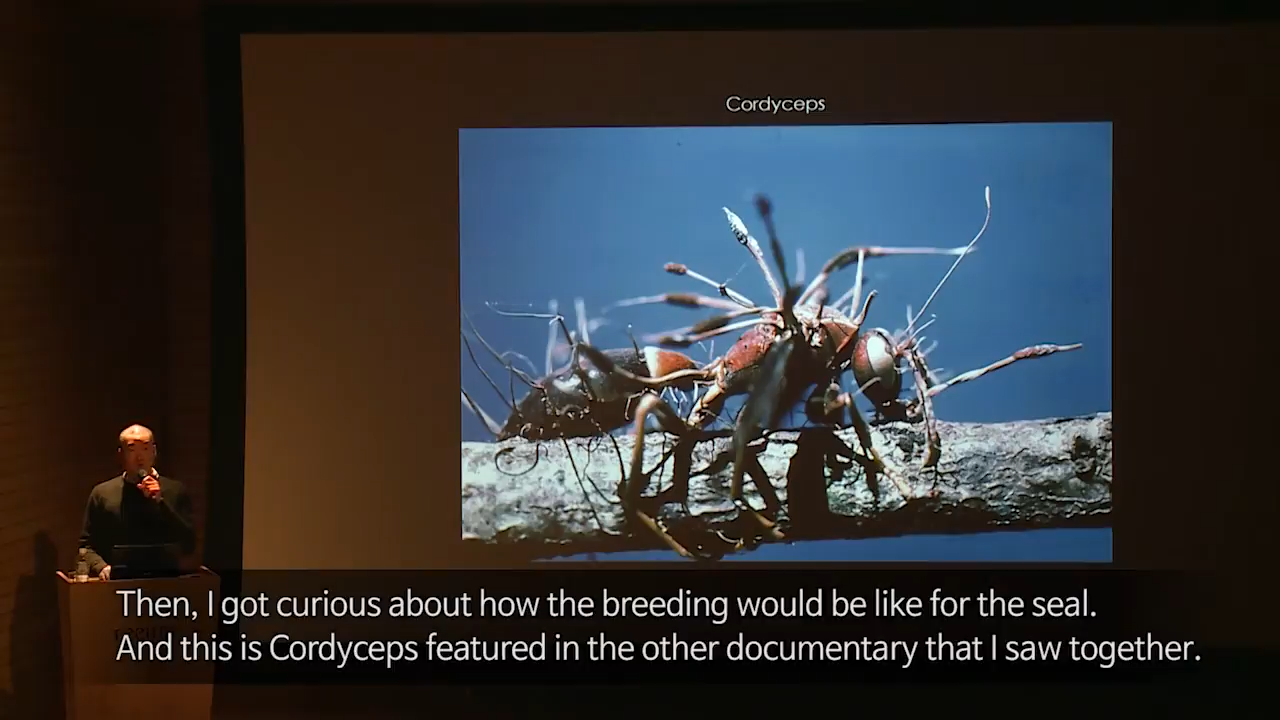 Cordyceps
Then, I got curious about how the breeding would be like for the seal.
And this is Cordyceps featured in the other documentary that I saw together.